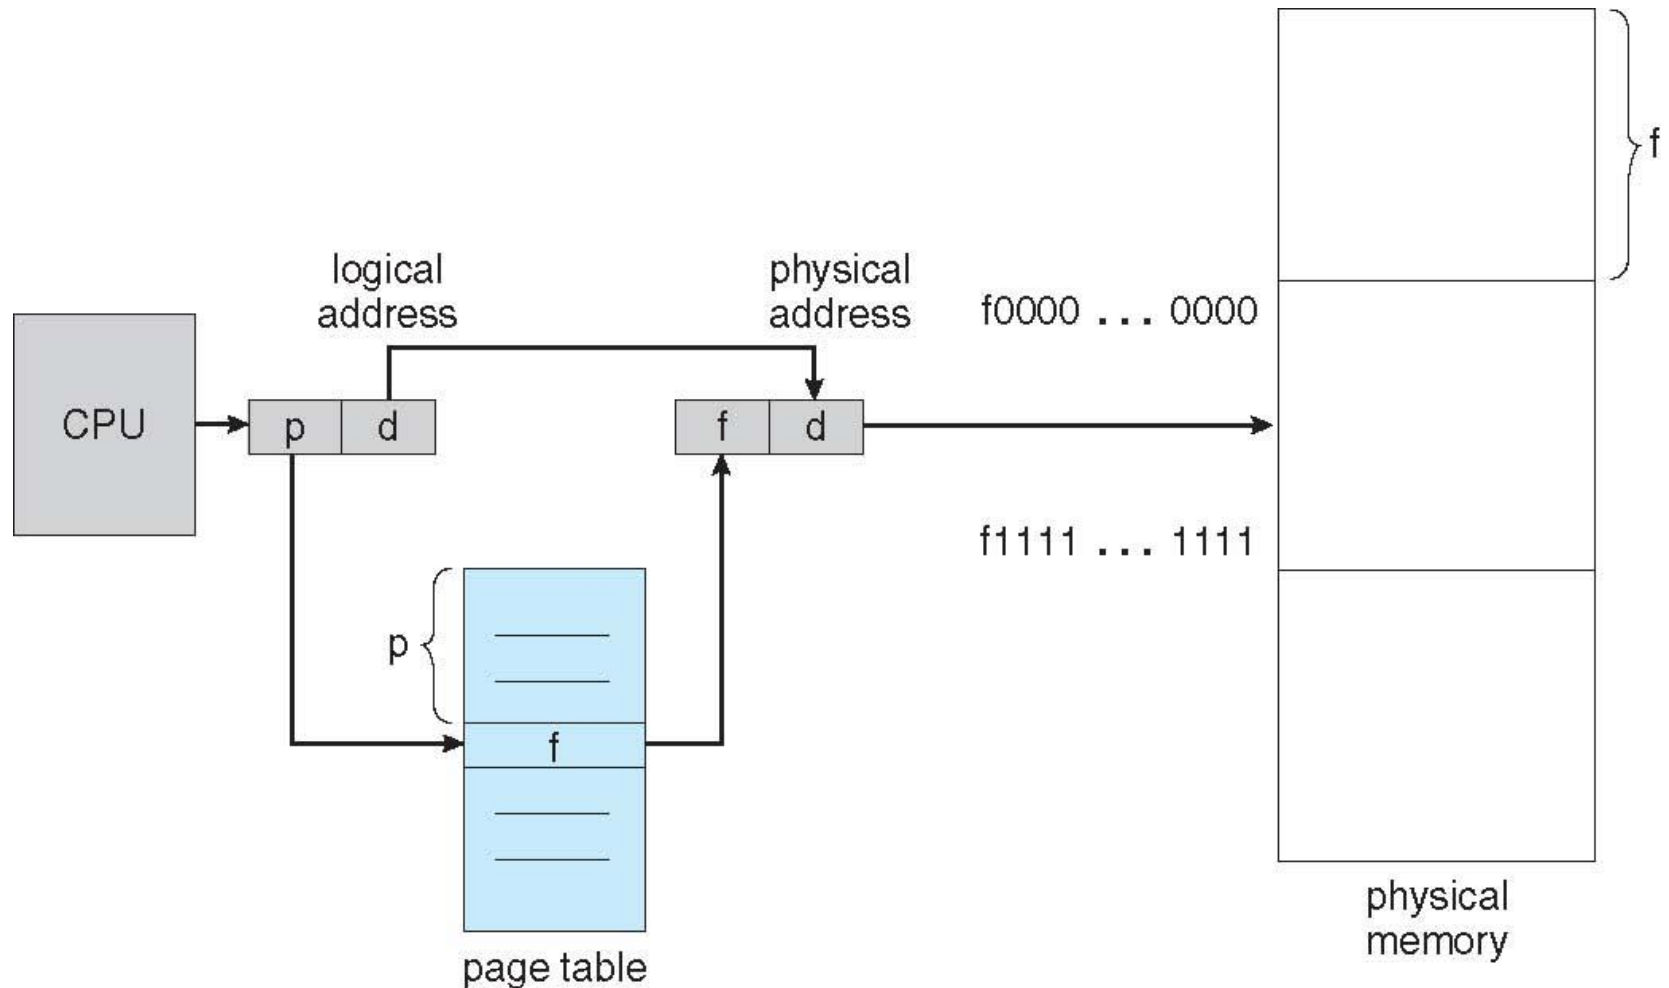 f
logical
address
physical
address
f0000 ... 0000
CPU
p
d
f
d
f1111 ... 1111
p
f
physical
memory
page table